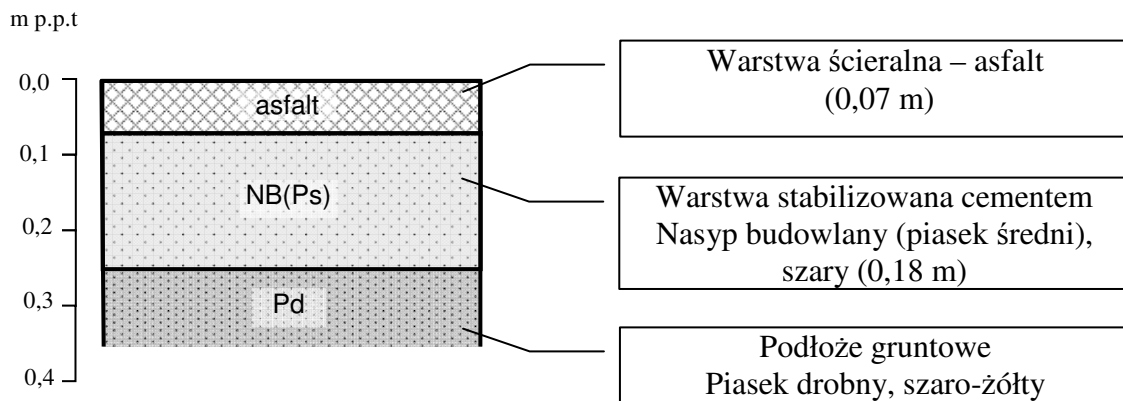 m p.p.t
0,0
0,1
0,2
0,3
0,4
asfalt
NB(Ps)
Pd
Warstwa ścieralna – asfalt
(0,07 m)
Warstwa stabilizowana cementem
Nasyp budowlany (piasek średni),
szary (0,18 m)
Podłoże gruntowe
Piasek drobny, szaro-żółty